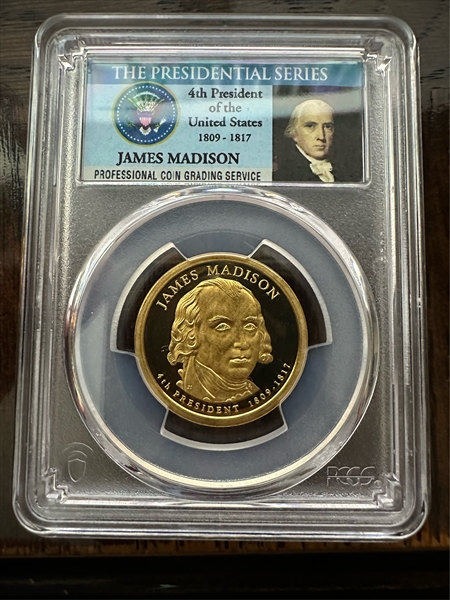 THE PRESIDENTIAL SERIES
4th President
of the
United States
1809 - 1817
JAMES MADISON
PROFESSIONAL COIN GRADING SERVICE
JAMES MADISON
4th PRESIDENT 1809-1817
PCGS